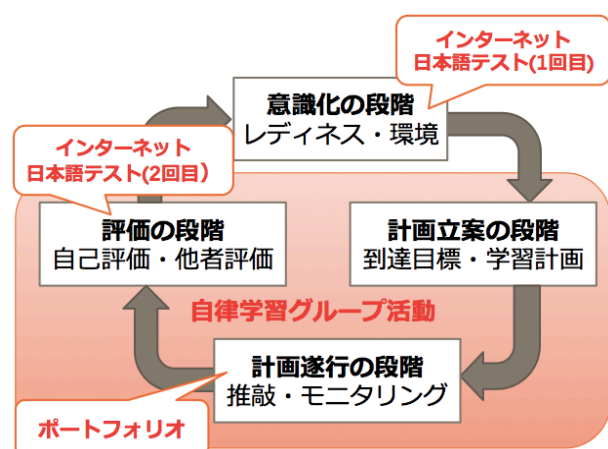 インターネット
日本語テスト(1回目)
意識化の段階
レディネス・環境
インターネット
日本語テスト(2回目)
評価の段階
自己評価・他者評価
計画立案の段階
到達目標・学習計画
自律学習グループ活動
計画遂行の段階
推敲・モニタリング
ポートフォリオ